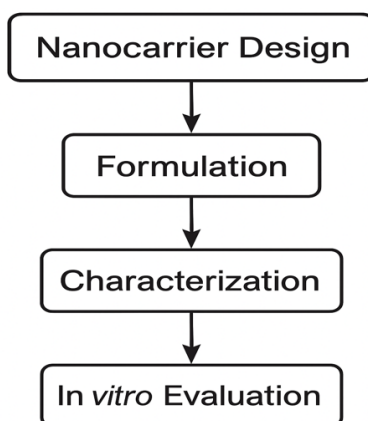 Nanocarrier Design
Formulation
Characterization
In vitro Evaluation